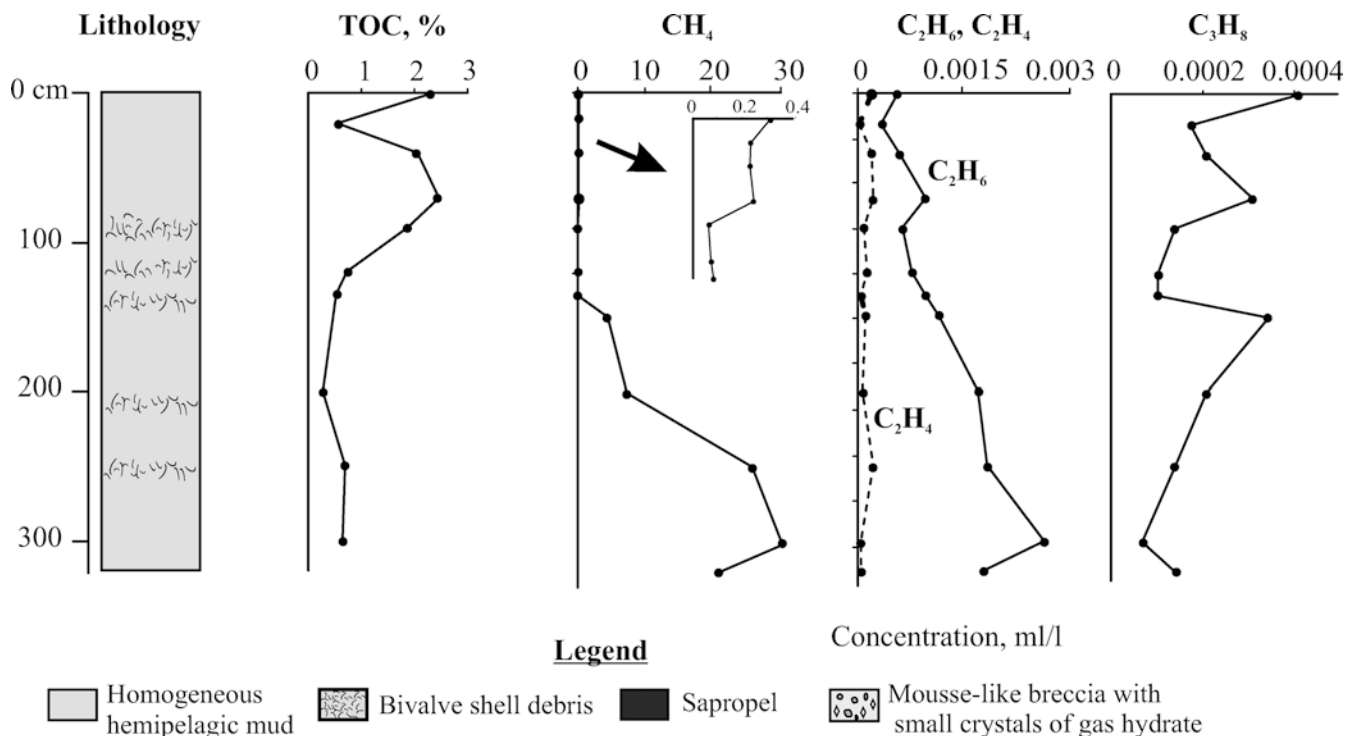 Lithology
TOC, %
CH₄
C₂H₆, C₂H₄
C₃H₈
0 1 2 3
0 10 20 30
0 0.0015 0.003
0 0.0002 0.0004
0 cm
0 0.2 0.4
C₂H₆
100
200
C₂H₄
300
Legend
Concentration, ml/l
Homogeneous
hemipelagic mud
Bivalve shell debris
Sapropel
Mousse-like breccia with
small crystals of gas hydrate